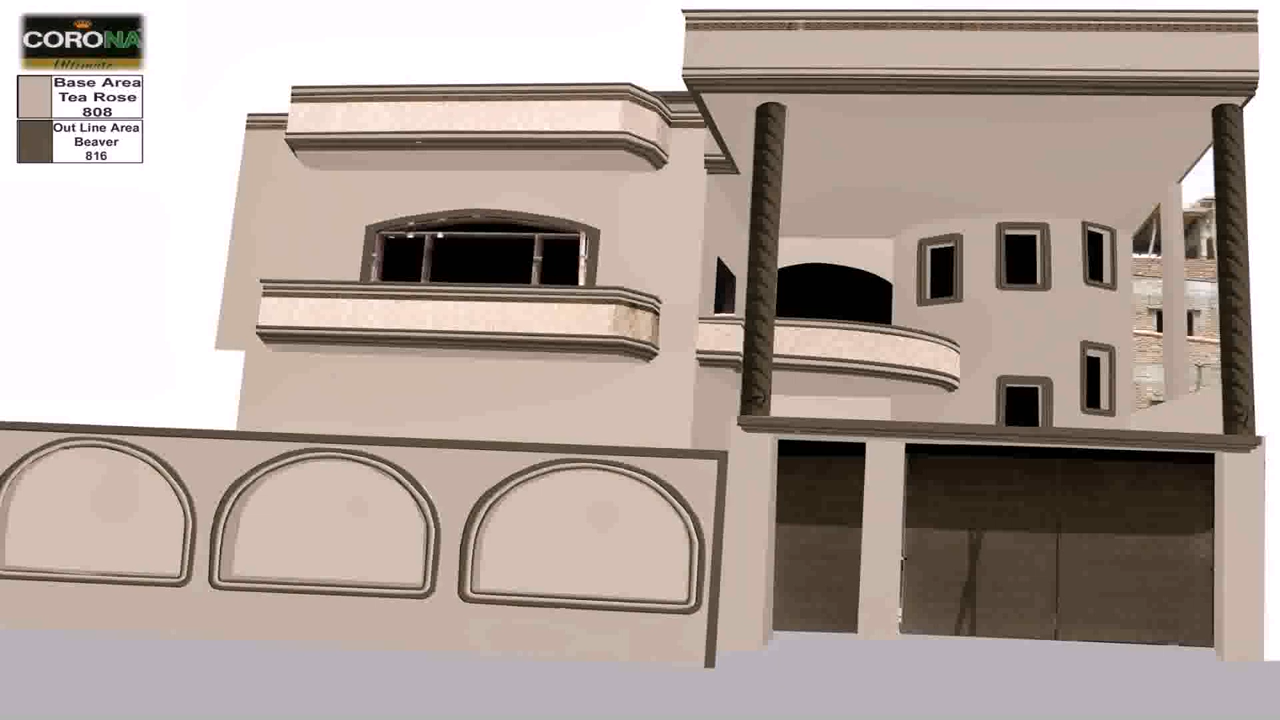 CORONA
Ultimate
Base Area
Tea Rose
808
Out Line Area
Beaver
816